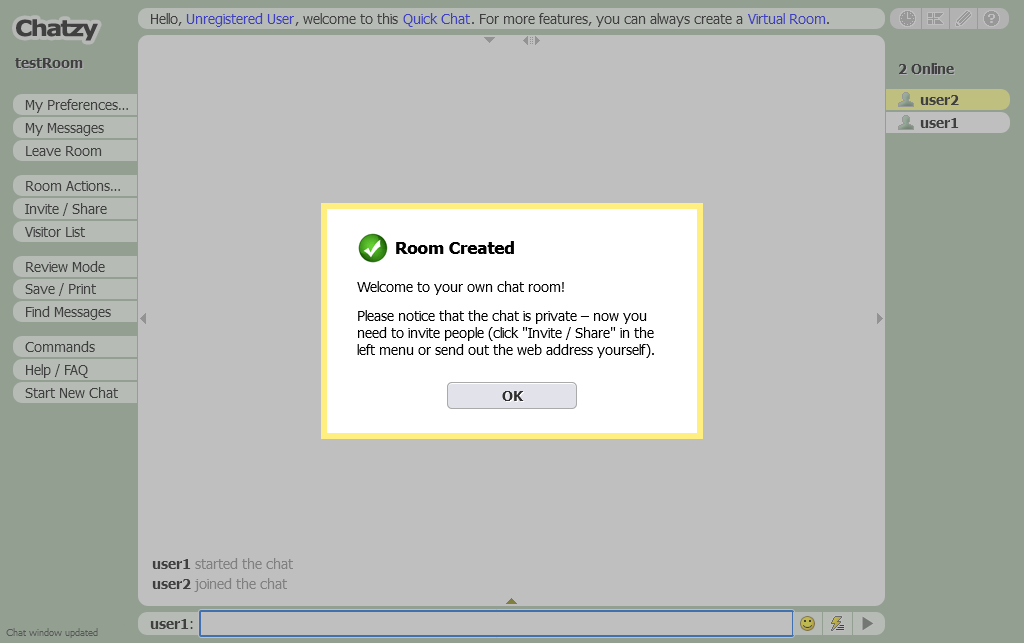 Chatzy
Hello, Unregistered User, welcome to this Quick Chat. For more features, you can always create a Virtual Room.
testRoom
My Preferences...
My Messages
Leave Room
Room Actions...
Invite / Share
Visitor List
Review Mode
Save / Print
Find Messages
Commands
Help / FAQ
Start New Chat
2 Online
user2
user1
Room Created
Welcome to your own chat room!
Please notice that the chat is private – now you
need to invite people (click "Invite / Share" in the
left menu or send out the web address yourself).
OK
user1 started the chat
user2 joined the chat
user1:
Chat window updated